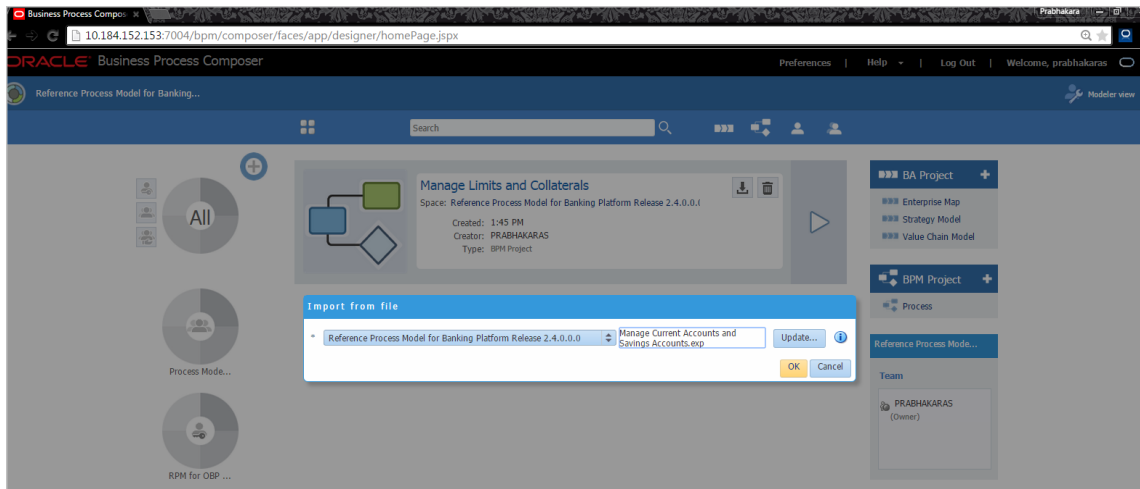 Business Process Compos
Prabhakara
10.184.152.153:7004/bpm/composer/faces/app/designer/homePage.jspx
ORACLE Business Process Composer
Preferences | Help | Log Out | Welcome, prabhakaras
Reference Process Model for Banking...
Modeler view
Search
All
Process Mode...
RPM for OBP ...
Manage Limits and Collaterals
Space: Reference Process Model for Banking Platform Release 2.4.0.0.(
Created: 1:45 PM
Creator: PRABHAKARAS
Type: BPM Project
Import from file
* Reference Process Model for Banking Platform Release 2.4.0.0.0
Manage Current Accounts and
Savings Accounts.exp
Update...
OK Cancel
BA Project
Enterprise Map
Strategy Model
Value Chain Model
BPM Project
Process
Reference Process Mode...
Team
PRABHAKARAS
(Owner)